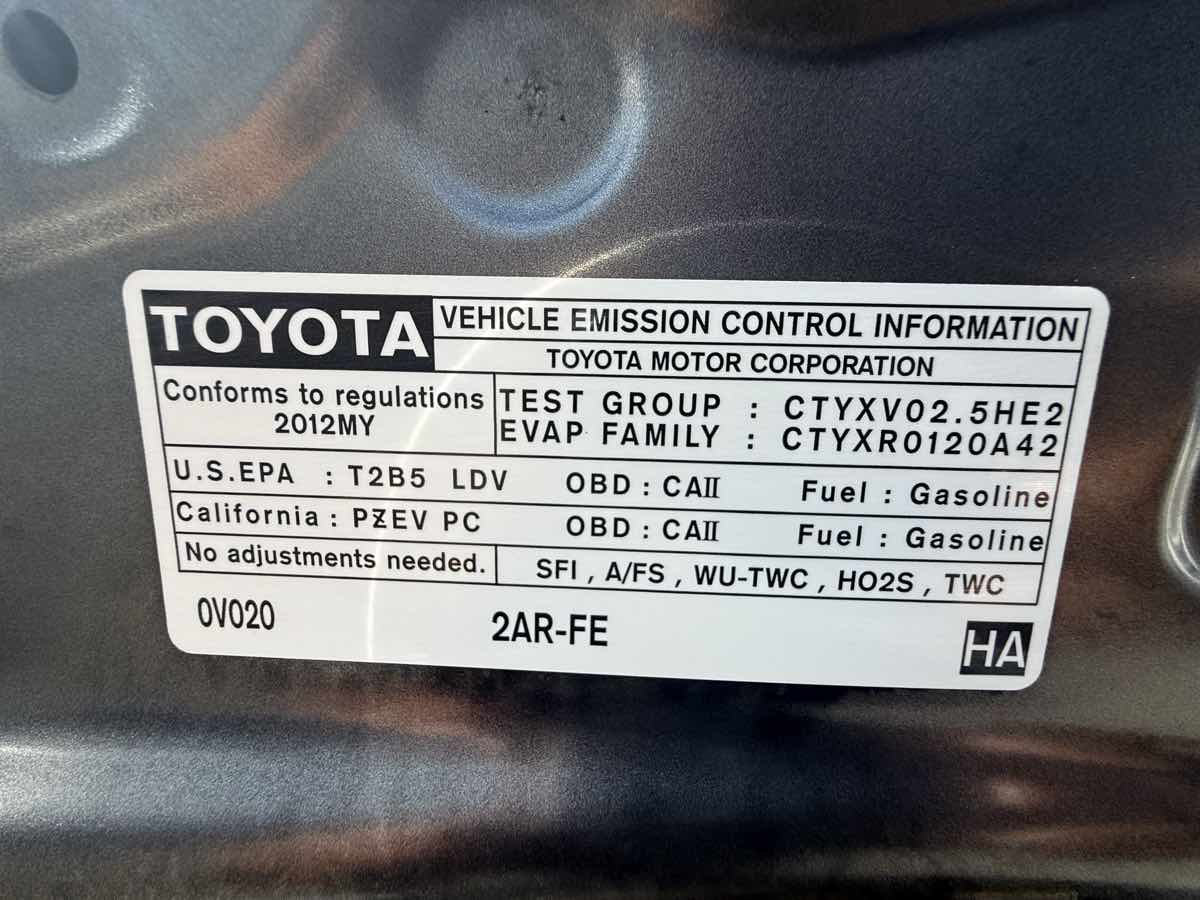 TOYOTA
VEHICLE EMISSION CONTROL INFORMATION
TOYOTA MOTOR CORPORATION
Conforms to regulations
2012MY
TEST GROUP : CTYXV02.5HE2
EVAP FAMILY : CTYXR0120A42
U.S.EPA : T2B5 LDV OBD : CAⅡ Fuel : Gasoline
California : PƵEV PC OBD : CAⅡ Fuel : Gasoline
No adjustments needed. SFI , A/FS , WU-TWC , HO2S , TWC
0V020 2AR-FE HA